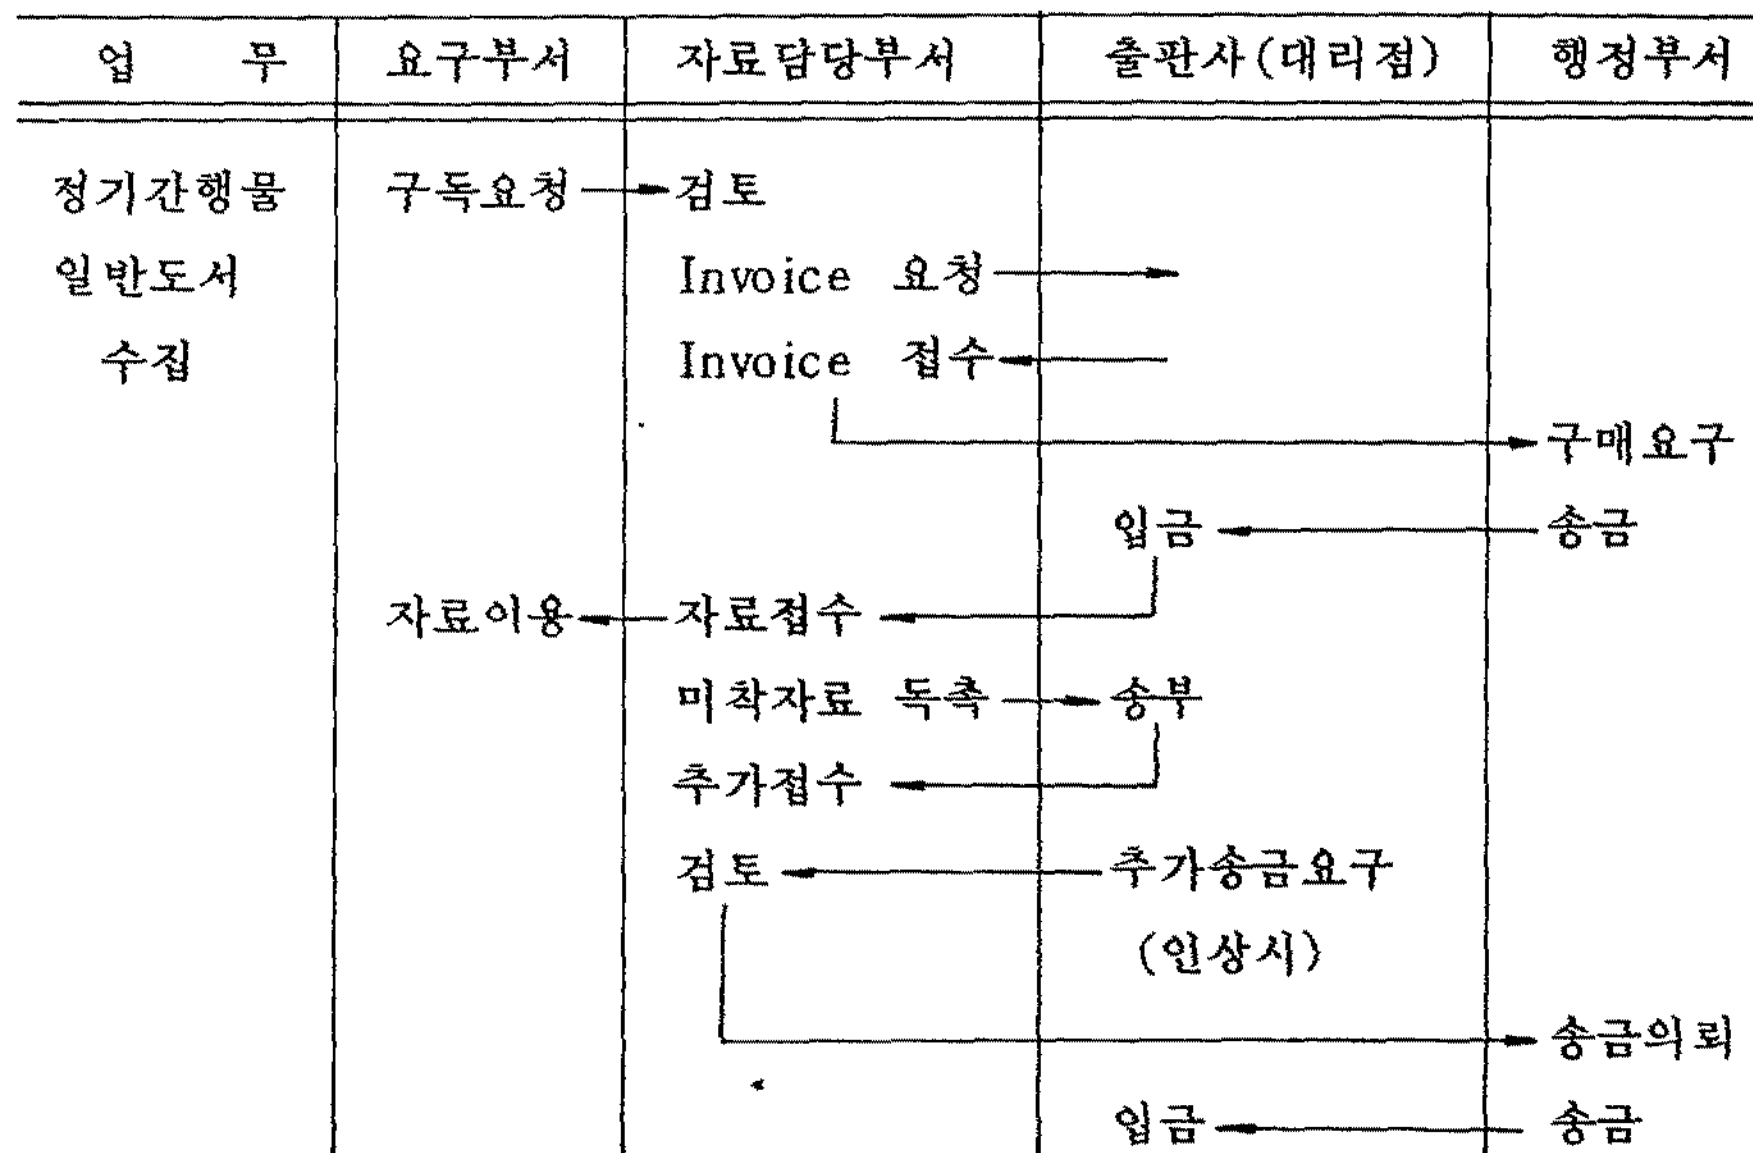 업 무 요구부서 자료담당부서 출판사(대리점) 행정부서
정기간행물 구독요청 검토
일반도서 Invoice 요청
수집 Invoice 접수
구매요구
입금 송금
자료이용 자료접수
미착자료 독촉 송부
추가접수
검토 추가송금요구
(인상시)
송금의뢰
입금 송금